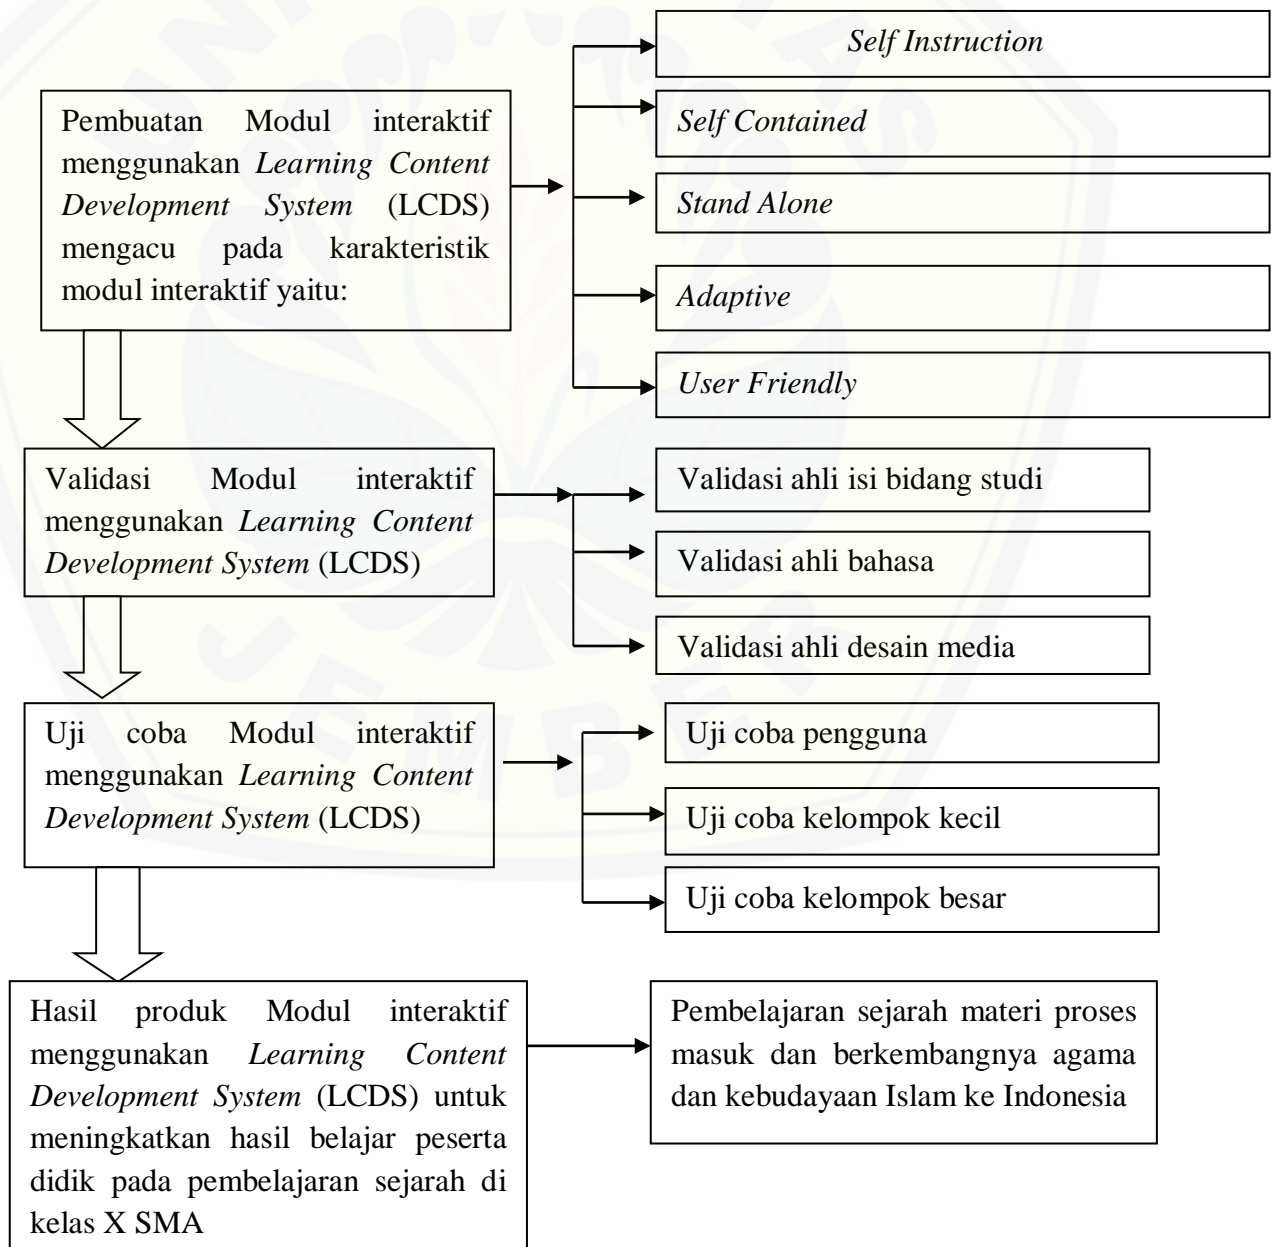 Self Instruction
Pembuatan Modul interaktif
menggunakan Learning Content
Development System (LCDS)
mengacu pada karakteristik
modul interaktif yaitu:
Self Contained
Stand Alone
Adaptive
User Friendly
Validasi Modul interaktif
menggunakan Learning Content
Development System (LCDS)
Validasi ahli isi bidang studi
Validasi ahli bahasa
Validasi ahli desain media
Uji coba Modul interaktif
menggunakan Learning Content
Development System (LCDS)
Uji coba pengguna
Uji coba kelompok kecil
Uji coba kelompok besar
Hasil produk Modul interaktif
menggunakan Learning Content
Development System (LCDS) untuk
meningkatkan hasil belajar peserta
didik pada pembelajaran sejarah di
kelas X SMA
Pembelajaran sejarah materi proses
masuk dan berkembangnya agama
dan kebudayaan Islam ke Indonesia
JEMBER